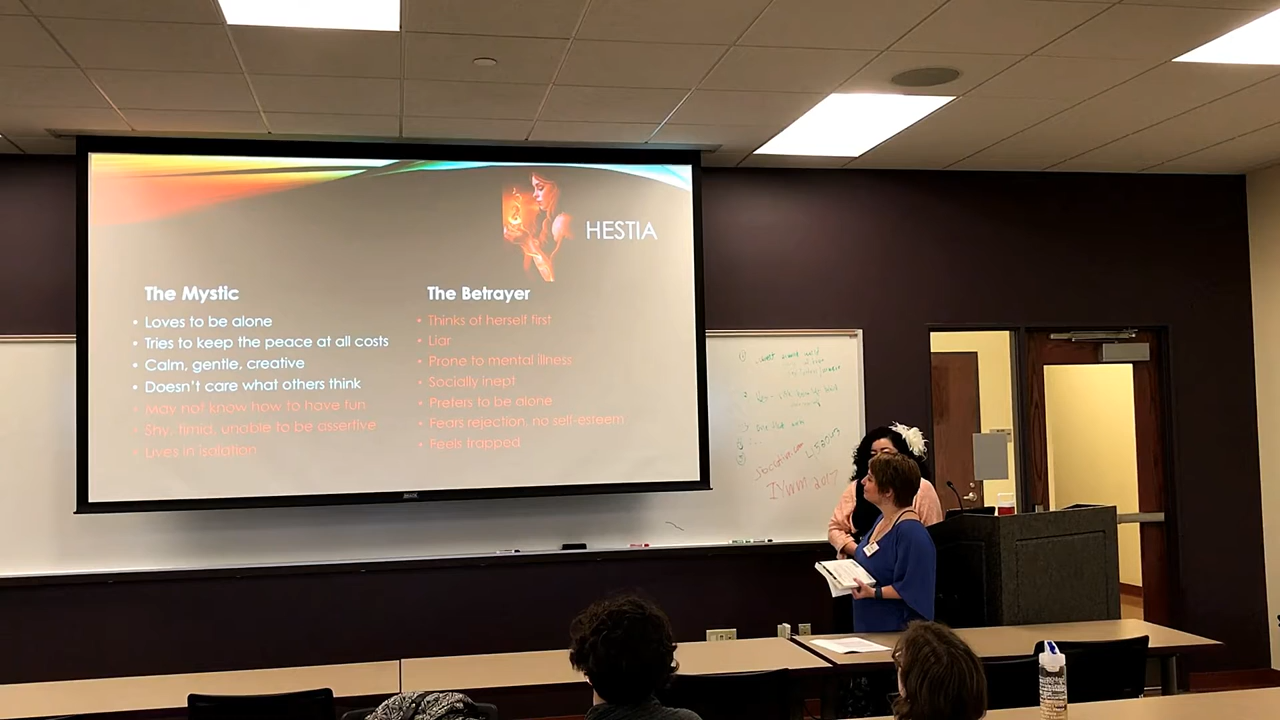 HESTIA
The Mystic
• Loves to be alone
• Tries to keep the peace at all costs
• Calm, gentle, creative
• Doesn't care what others think
• May not know how to have fun
• Shy, timid, unable to be assertive
• Lives in isolation
The Betrayer
• Thinks of herself first
• Liar
• Prone to mental illness
• Socially inept
• Prefers to be alone
• Fears rejection, no self-esteem
• Feels trapped
IYWM 2017